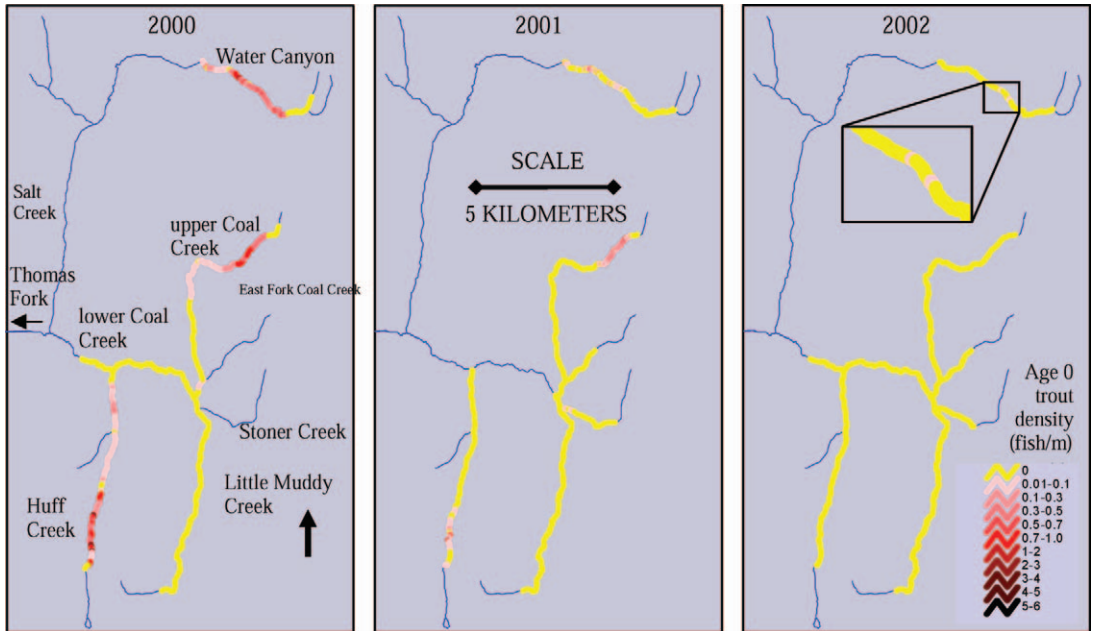 2000
Water Canyon
Salt
Creek
upper Coal
Creek
East Fork Coal Creek
Thomas
Fork
lower Coal
Creek
Stoner Creek
Little Muddy
Creek
Huff
Creek
2001
SCALE
5 KILOMETERS
2002
Age 0
trout
density
(fish/m)
0
0.01-0.1
0.1-0.3
0.3-0.5
0.5-0.7
0.7-1.0
1-2
2-3
3-4
4-5
5-6